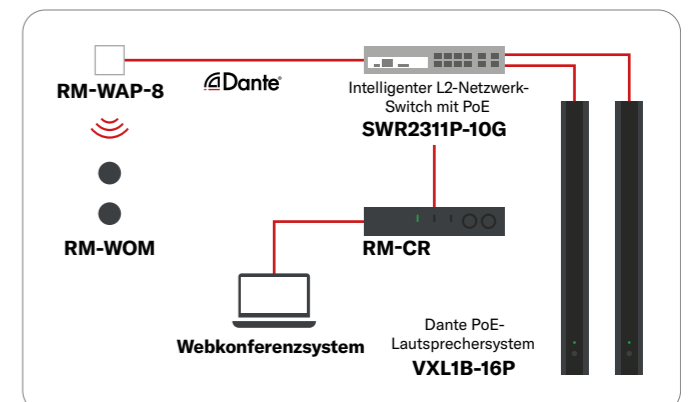 RM-WAP-8
Dante
Intelligenter L2-Netzwerk-
Switch mit PoE
SWR2311P-10G
RM-WOM
RM-CR
Webkonferenzsystem
Dante PoE-
Lautsprechersystem
VXL1B-16P